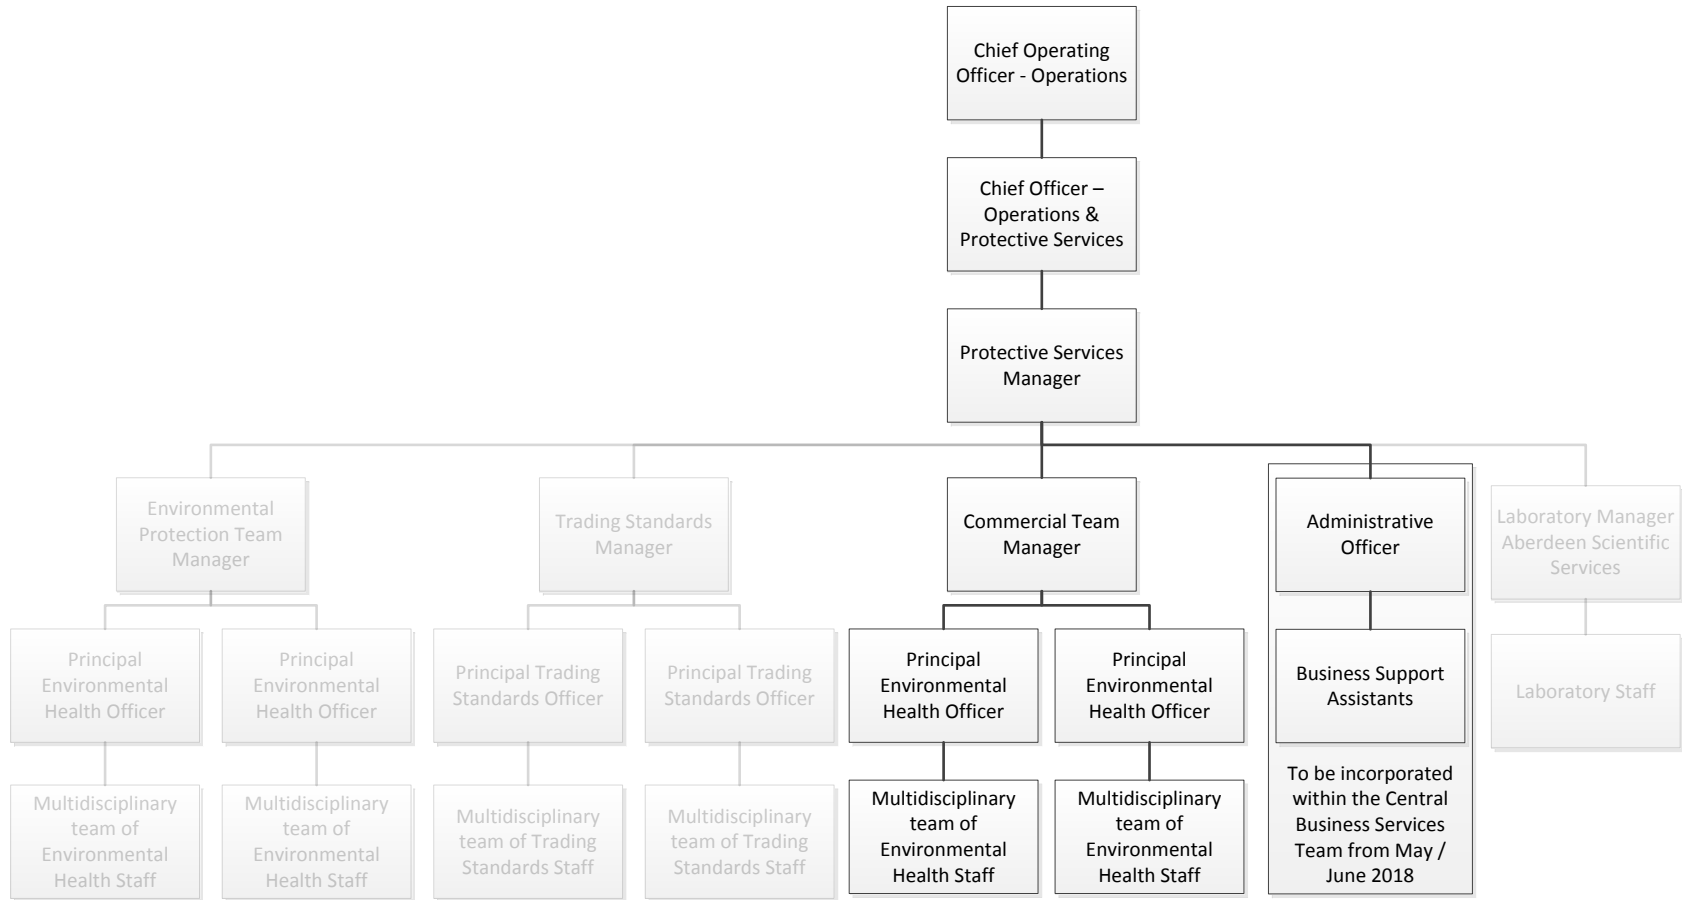 Chief Operating
Officer - Operations
Chief Officer –
Operations &
Protective Services
Protective Services
Manager
Environmental
Protection Team
Manager
Trading Standards
Manager
Commercial Team
Manager
Administrative
Officer
Laboratory Manager
Aberdeen Scientific
Services
Principal
Environmental
Health Officer
Principal
Environmental
Health Officer
Principal Trading
Standards Officer
Principal Trading
Standards Officer
Principal
Environmental
Health Officer
Principal
Environmental
Health Officer
Business Support
Assistants
Laboratory Staff
Multidisciplinary
team of
Environmental
Health Staff
Multidisciplinary
team of
Environmental
Health Staff
Multidisciplinary
team of Trading
Standards Staff
Multidisciplinary
team of Trading
Standards Staff
Multidisciplinary
team of
Environmental
Health Staff
Multidisciplinary
team of
Environmental
Health Staff
To be incorporated
within the Central
Business Services
Team from May /
June 2018